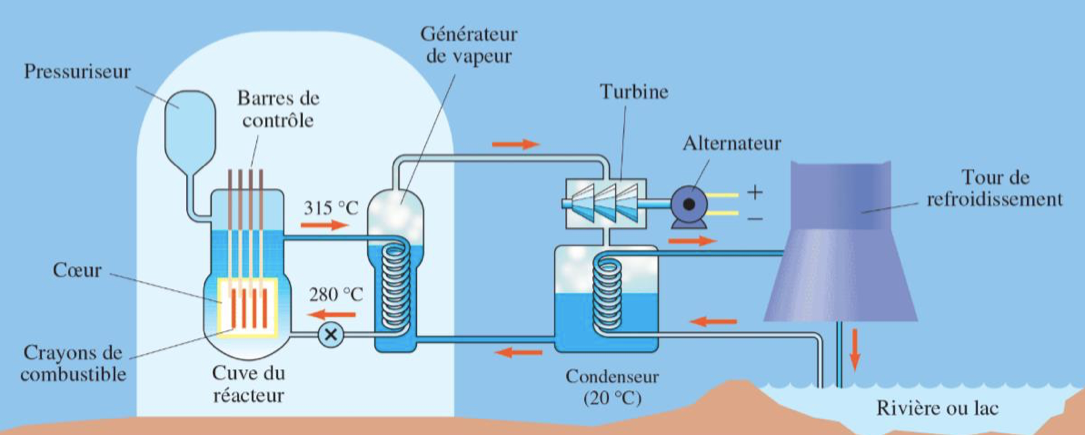 Générateur
de vapeur
Pressuriseur
Barres de
contrôle
Turbine
Alternateur
+
−
Tour de
refroidissement
315 °C
Cœur
280 °C
Crayons de
combustible
Cuve du
réacteur
Condenseur
(20 °C)
Rivière ou lac